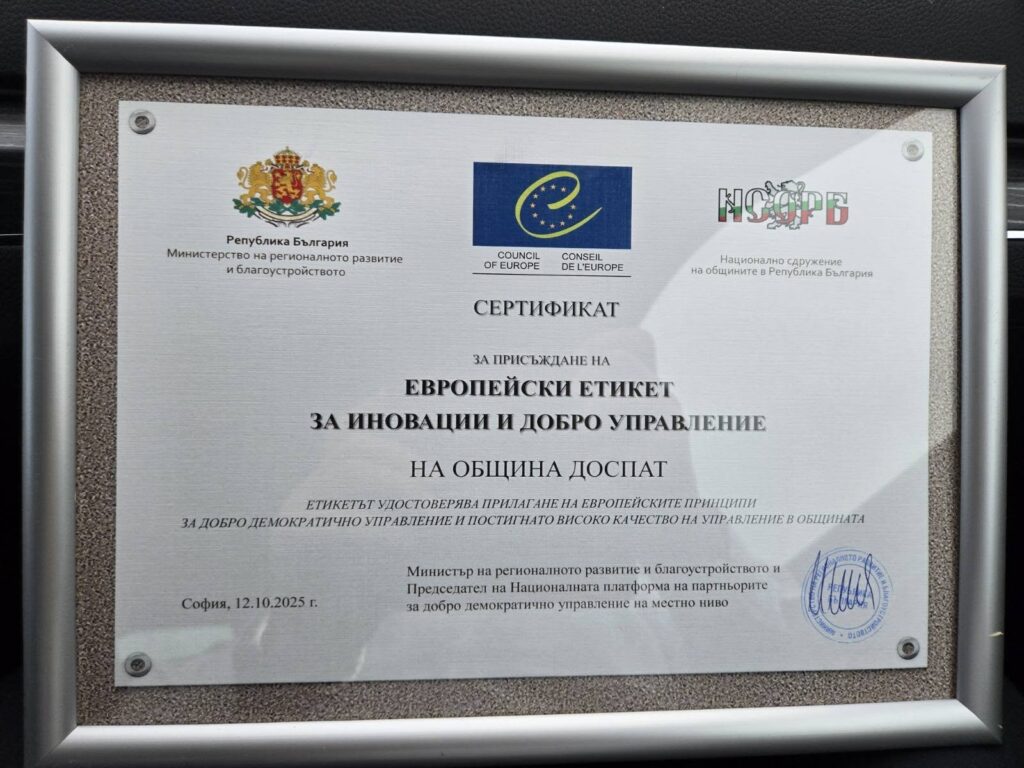 Република България
Министерство на регионалното развитие
и благоустройството
COUNCIL OF EUROPE
CONSEIL DE L'EUROPE
НСОРБ
Национално сдружение
на общините в Република България
СЕРТИФИКАТ
ЗА ПРИСЪЖДАНЕ НА
ЕВРОПЕЙСКИ ЕТИКЕТ
ЗА ИНОВАЦИИ И ДОБРО УПРАВЛЕНИЕ
НА ОБЩИНА ДОСПАТ
ЕТИКЕТЪТ УДОСТОВЕРЯВА ПРИЛАГАНЕ НА ЕВРОПЕЙСКИТЕ ПРИНЦИПИ
ЗА ДОБРО ДЕМОКРАТИЧНО УПРАВЛЕНИЕ И ПОСТИГНАТО ВИСОКО КАЧЕСТВО НА УПРАВЛЕНИЕ В ОБЩИНАТА
София, 12.10.2025 г.
Министър на регионалното развитие и благоустройството и
Председател на Националната платформа на партньорите
за добро демократично управление на местно ниво